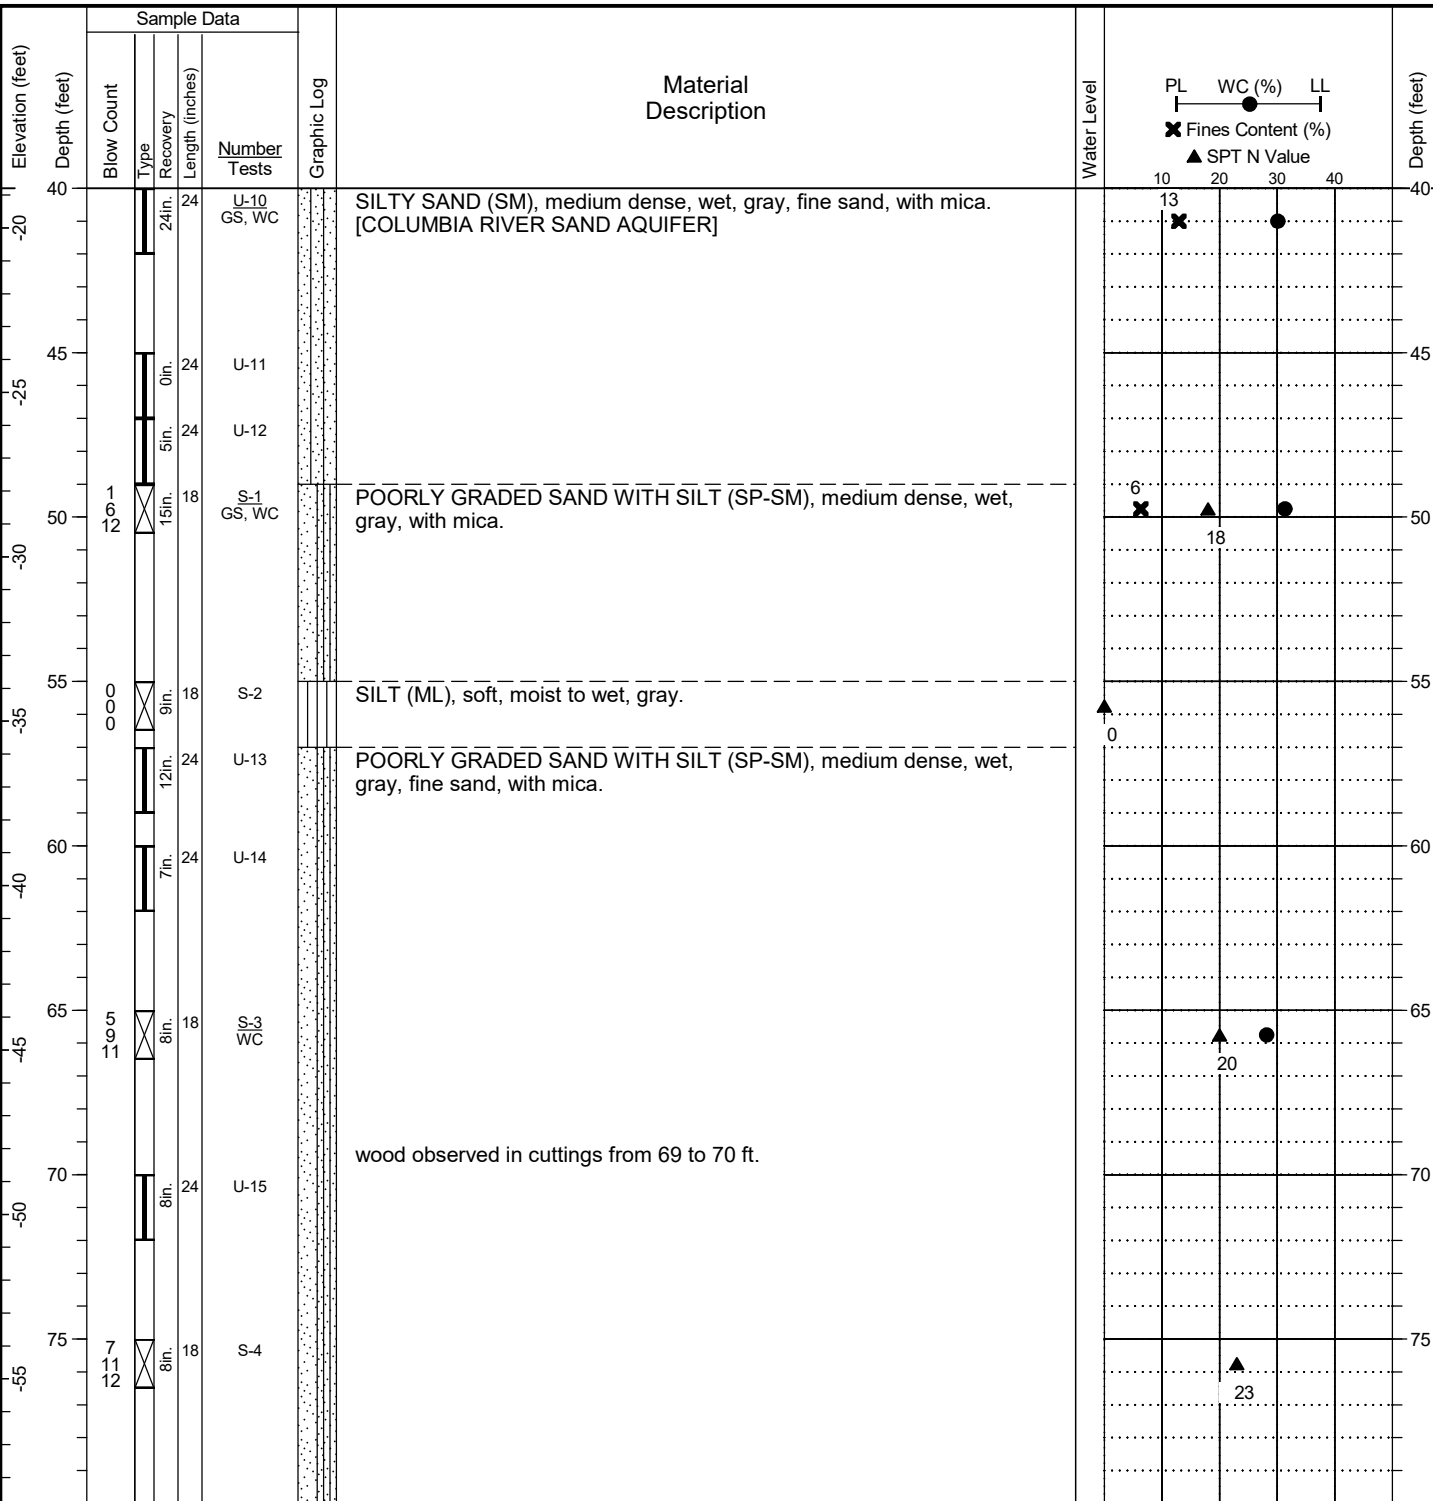 Sample Data
Elevation (feet)
Depth (feet)
Blow Count
Type
Recovery
Length (inches)
Number
Tests
Graphic Log
Material
Description
Water Level
PL WC (%) LL
Fines Content (%)
SPT N Value
10 20 30 40
Depth (feet)
40 24in. 24 U-10 SILTY SAND (SM), medium dense, wet, gray, fine sand, with mica. 13 40
GS, WC [COLUMBIA RIVER SAND AQUIFER]
-20
45 0in. 24 U-11 45
-25
5in. 24 U-12
1 15in. 18 S-1 POORLY GRADED SAND WITH SILT (SP-SM), medium dense, wet, 6
6 GS, WC gray, with mica.
12
50 18 50
-30
55 0 9in. 18 S-2 SILT (ML), soft, moist to wet, gray. 55
0
0
-35 0
12in. 24 U-13 POORLY GRADED SAND WITH SILT (SP-SM), medium dense, wet,
gray, fine sand, with mica.
60 7in. 24 U-14 60
-40
65 5 8in. 18 S-3 65
9 WC
11
-45 20
wood observed in cuttings from 69 to 70 ft.
70 8in. 24 U-15 70
-50
75 7 8in. 18 S-4 75
11
12
-55 23